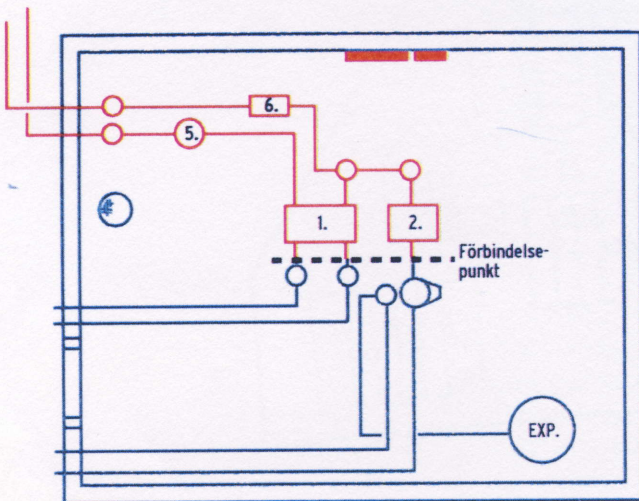 6.
5.
1.
2.
Förbindelse-
punkt
EXP.